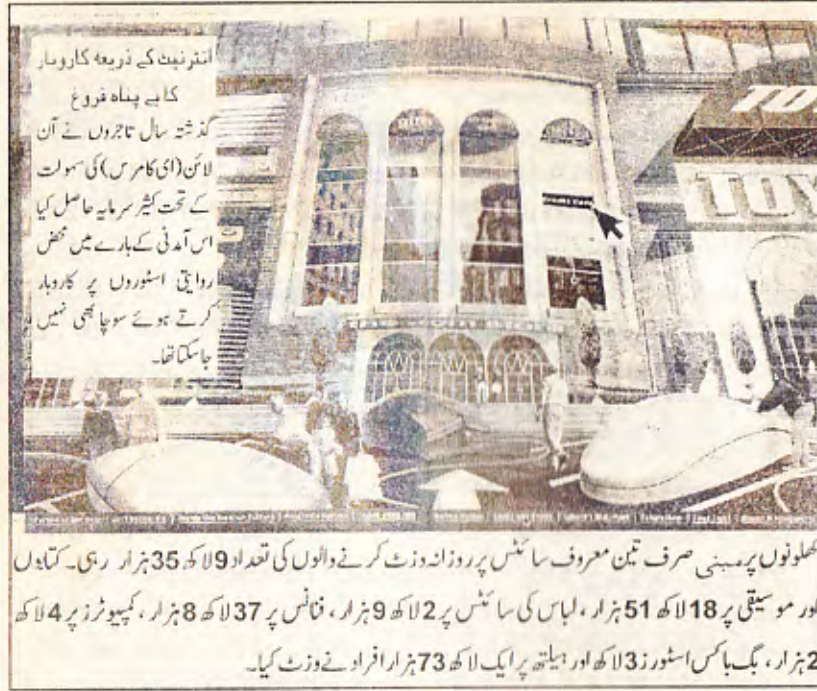 انٹرنیٹ کے ذریعہ کاروبار
کا بے پناہ فروغ
گذشتہ سال تاجروں نے آن
لائن (ای کامرس) کی سہولت
کے تحت کثیر سرمایہ حاصل کیا
اس آمدنی کے بارے میں محض
روایتی اسٹوروں پر کاروبار
کرتے ہوئے سوچا بھی نہیں
جاسکتا تھا۔
TOY
کھلونوں پر مبنی صرف تین معروف سائٹس پر روزانہ وزٹ کرنے والوں کی تعداد 9 لاکھ 35 ہزار رہی۔ کتابوں
اور موسیقی پر 18 لاکھ 51 ہزار، لباس کی سائٹس پر 2 لاکھ 9 ہزار، فنانس پر 37 لاکھ 8 ہزار، کمپیوٹرز پر 4 لاکھ
2 ہزار، بگ باکس اسٹورز 3 لاکھ اور ہیلتھ پر ایک لاکھ 73 ہزار افراد نے وزٹ کیا۔